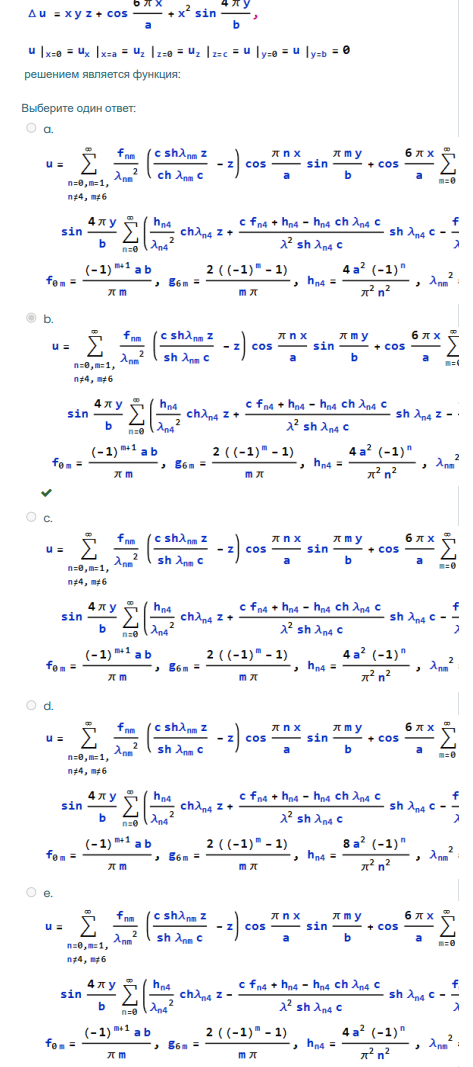 Δ u = x y z + cos 6 π x / a + x² sin 4 π y / b ,
u |x=0 = ux |x=a = uz |z=0 = uz |z=c = u |y=0 = u |y=b = 0
решением является функция:
Выберите один ответ:
a.
u = ∑ n=0,m=1, n≠4, m≠6 ^∞ fnm / λnm² ( c shλnm z / ch λnm c - z ) cos π n x / a sin π m y / b + cos 6 π x / a ∑ m=0 ^∞
sin 4 π y / b ∑ n=0 ^∞ ( hn4 / λn4² chλn4 z + c fn4 + hn4 - hn4 ch λn4 c / λ² sh λn4 c sh λn4 c - f
f0m = (-1)^m+1 a b / π m , g6m = 2 ((-1)^m - 1) / m π , hn4 = 4 a² (-1)^n / π² n² , λnm² =
b.
u = ∑ n=0,m=1, n≠4, m≠6 ^∞ fnm / λnm² ( c shλnm z / sh λnm c - z ) cos π n x / a sin π m y / b + cos 6 π x / a ∑ m=0 ^∞
sin 4 π y / b ∑ n=0 ^∞ ( hn4 / λn4² chλn4 z + c fn4 + hn4 - hn4 ch λn4 c / λ² sh λn4 c sh λn4 z -
f0m = (-1)^m+1 a b / π m , g6m = 2 ((-1)^m - 1) / m π , hn4 = 4 a² (-1)^n / π² n² , λnm²
c.
u = ∑ n=0,m=1, n≠4, m≠6 ^∞ fnm / λnm² ( c shλnm z / sh λnm c - z ) cos π n x / a sin π m y / b + cos 6 π x / a ∑ m=0 ^∞
sin 4 π y / b ∑ n=0 ^∞ ( hn4 / λn4² chλn4 z + c fn4 + hn4 - hn4 ch λn4 c / λ² sh λn4 c sh λn4 c - f
f0m = (-1)^m+1 a b / π m , g6m = 2 ((-1)^m - 1) / m π , hn4 = 4 a² (-1)^n / π² n² , λnm² =
d.
u = ∑ n=0,m=1, n≠4, m≠6 ^∞ fnm / λnm² ( c shλnm z / sh λnm c - z ) cos π n x / a sin π m y / b + cos 6 π x / a ∑ m=0 ^∞
sin 4 π y / b ∑ n=0 ^∞ ( hn4 / λn4² chλn4 z + c fn4 + hn4 - hn4 ch λn4 c / λ² sh λn4 c sh λn4 c - f
f0m = (-1)^m+1 a b / π m , g6m = 2 ((-1)^m - 1) / m π , hn4 = 8 a² (-1)^n / π² n² , λnm² =
e.
u = ∑ n=0,m=1, n≠4, m≠6 ^∞ fnm / λnm² ( c shλnm z / sh λnm c - z ) cos π n x / a sin π m y / b + cos 6 π x / a ∑ m=0 ^∞
sin 4 π y / b ∑ n=0 ^∞ ( hn4 / λn4² chλn4 z - c fn4 + hn4 - hn4 ch λn4 c / λ² sh λn4 c sh λn4 c - f
f0m = (-1)^m+1 a b / π m , g6m = 2 ((-1)^m - 1) / m π , hn4 = 4 a² (-1)^n / π² n² , λnm² =